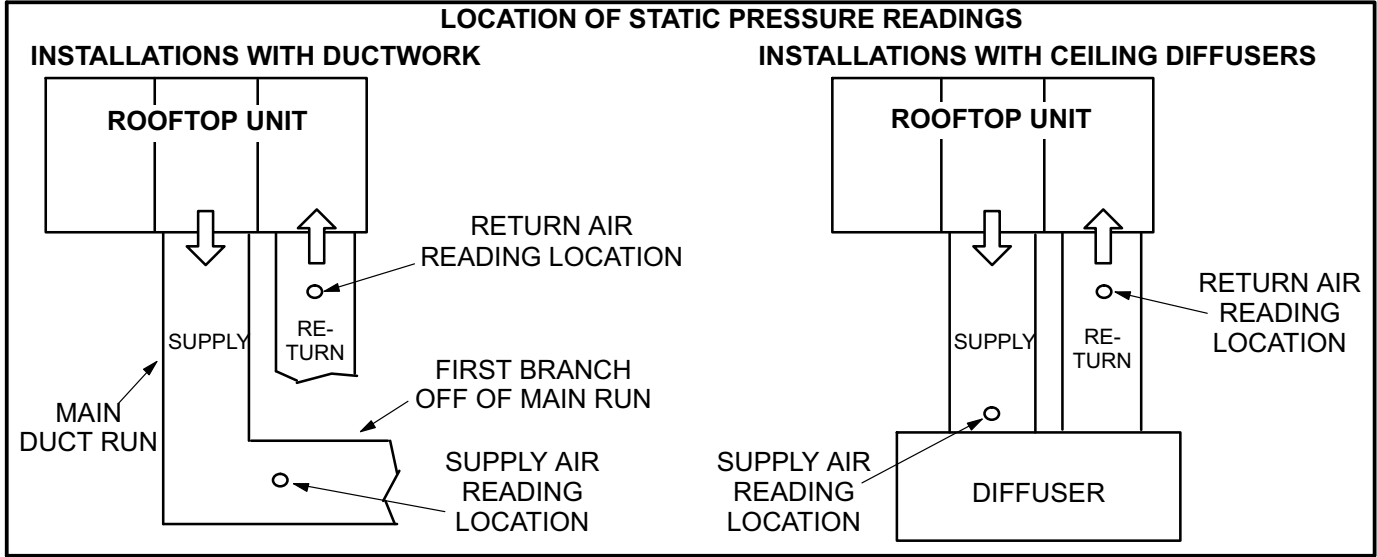 LOCATION OF STATIC PRESSURE READINGS
INSTALLATIONS WITH DUCTWORK
ROOFTOP UNIT
RETURN AIR
READING LOCATION
SUPPLY
RE-
TURN
FIRST BRANCH
OFF OF MAIN RUN
MAIN
DUCT RUN
SUPPLY AIR
READING
LOCATION
INSTALLATIONS WITH CEILING DIFFUSERS
ROOFTOP UNIT
RETURN AIR
READING
LOCATION
SUPPLY
RE-
TURN
SUPPLY AIR
READING
LOCATION
DIFFUSER